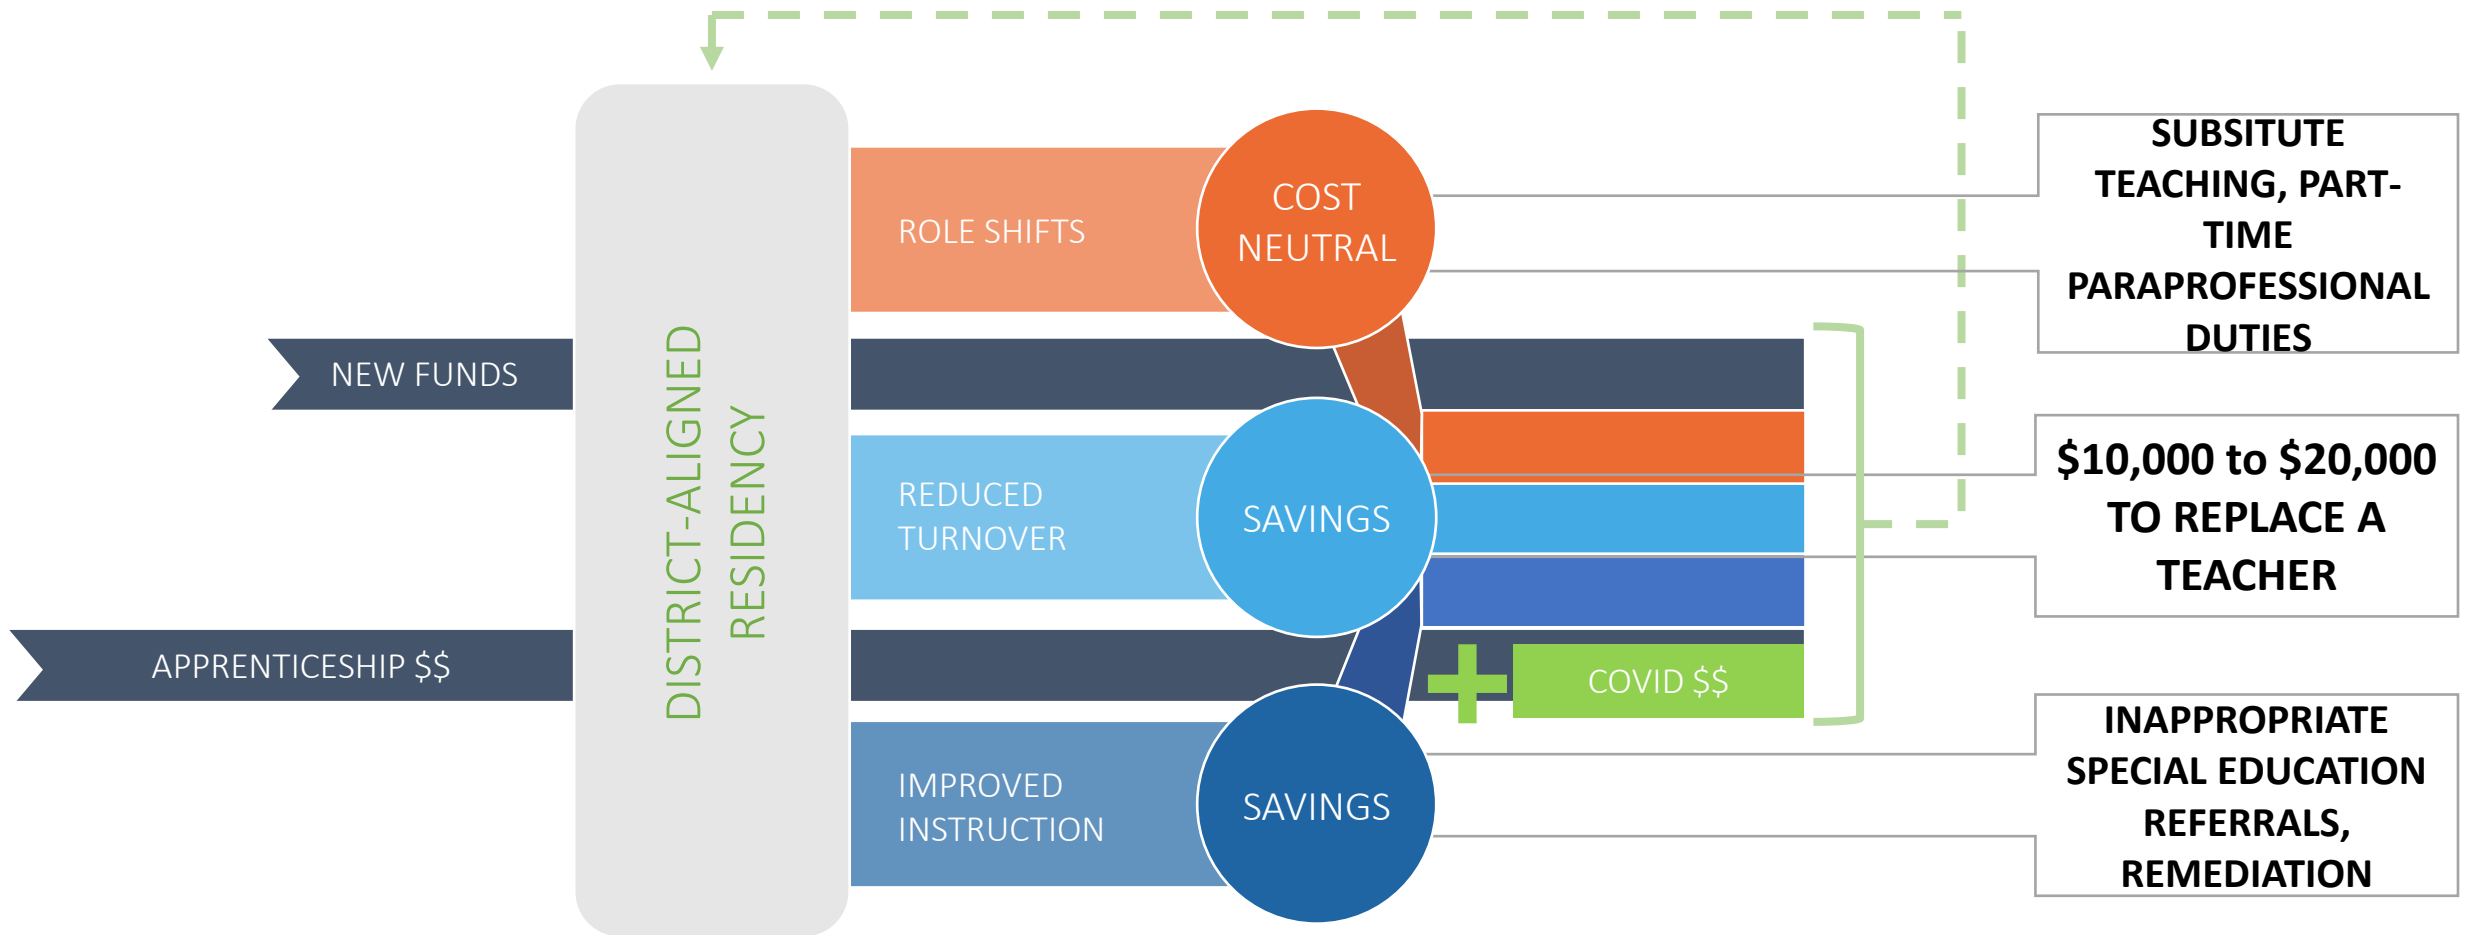 NEW FUNDS
APPRENTICESHIP $$
DISTRICT-ALIGNED
RESIDENCY
ROLE SHIFTS
COST
NEUTRAL
SUBSITUTE
TEACHING, PART-
TIME
PARAPROFESSIONAL
DUTIES
REDUCED
TURNOVER
SAVINGS
$10,000 to $20,000
TO REPLACE A
TEACHER
COVID $$
IMPROVED
INSTRUCTION
SAVINGS
INAPPROPRIATE
SPECIAL EDUCATION
REFERRALS,
REMEDIATION